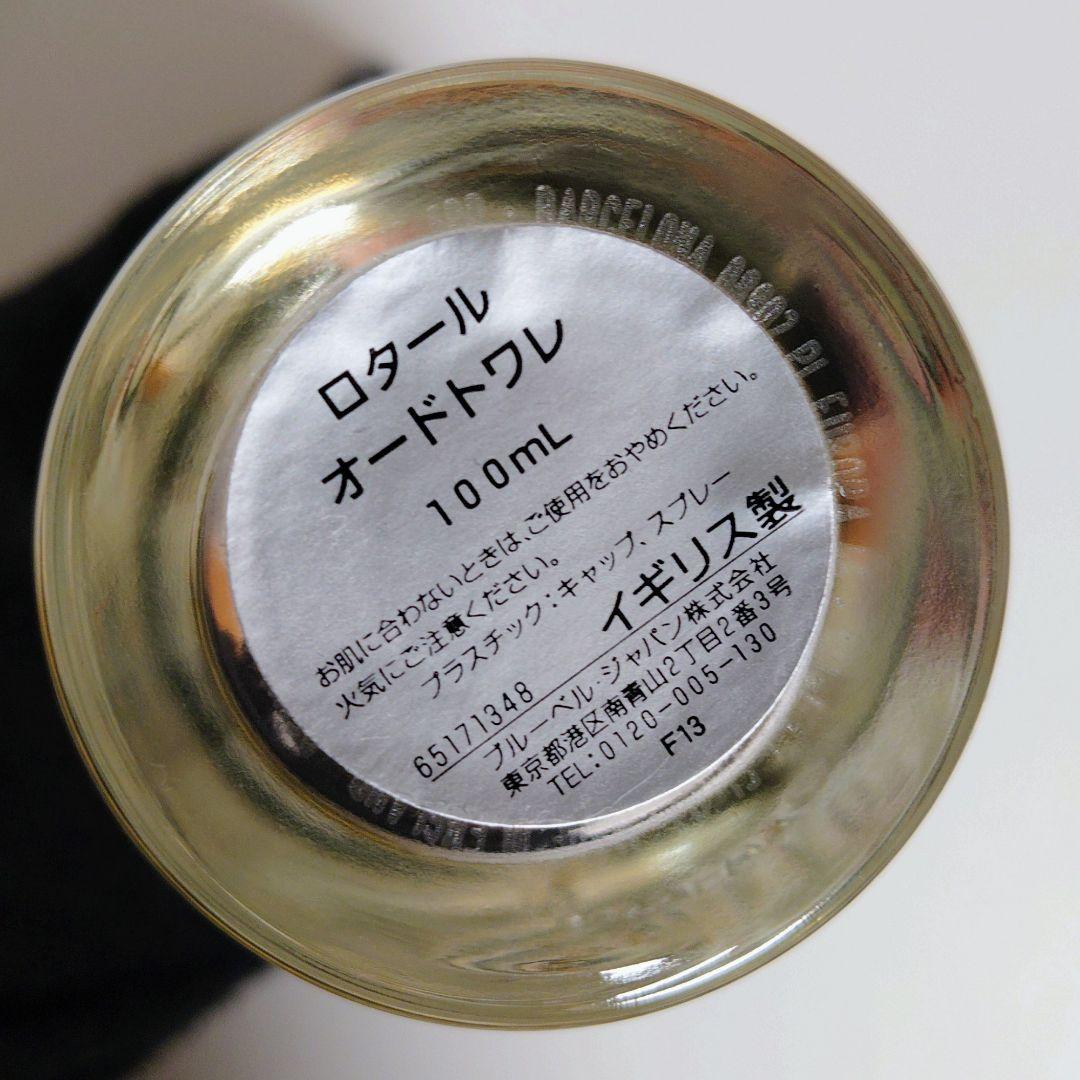 ロタール
オードトワレ
100mL
お肌に合わないときは、ご使用をおやめください。
火気にご注意ください。
プラスチック：キャップ、スプレー
イギリス製
65171348
ブルーベル・ジャパン株式会社
東京都港区南青山2丁目2番3号
TEL:0120-005-130
F13
BARCELONA